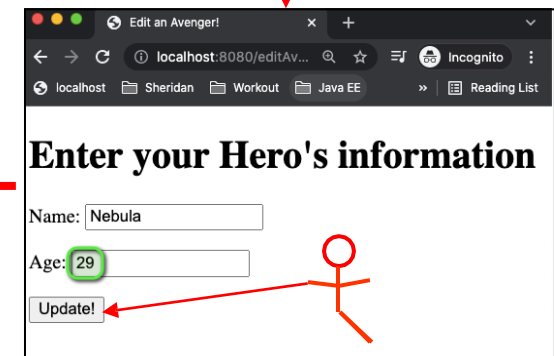 Edit an Avenger!
localhost:8080/editAv...
Incognito
localhost Sheridan Workout Java EE » Reading List
Enter your Hero's information
Name: Nebula
Age: 29
Update!